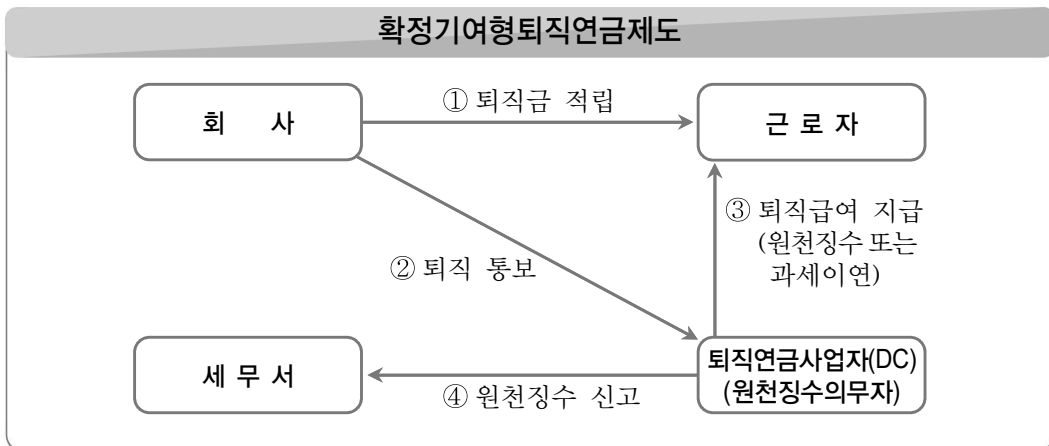 확정기여형퇴직연금제도
회 사
① 퇴직금 적립
근 로 자
③ 퇴직급여 지급
(원천징수 또는
과세이연)
② 퇴직 통보
세 무 서
④ 원천징수 신고
퇴직연금사업자(DC)
(원천징수의무자)